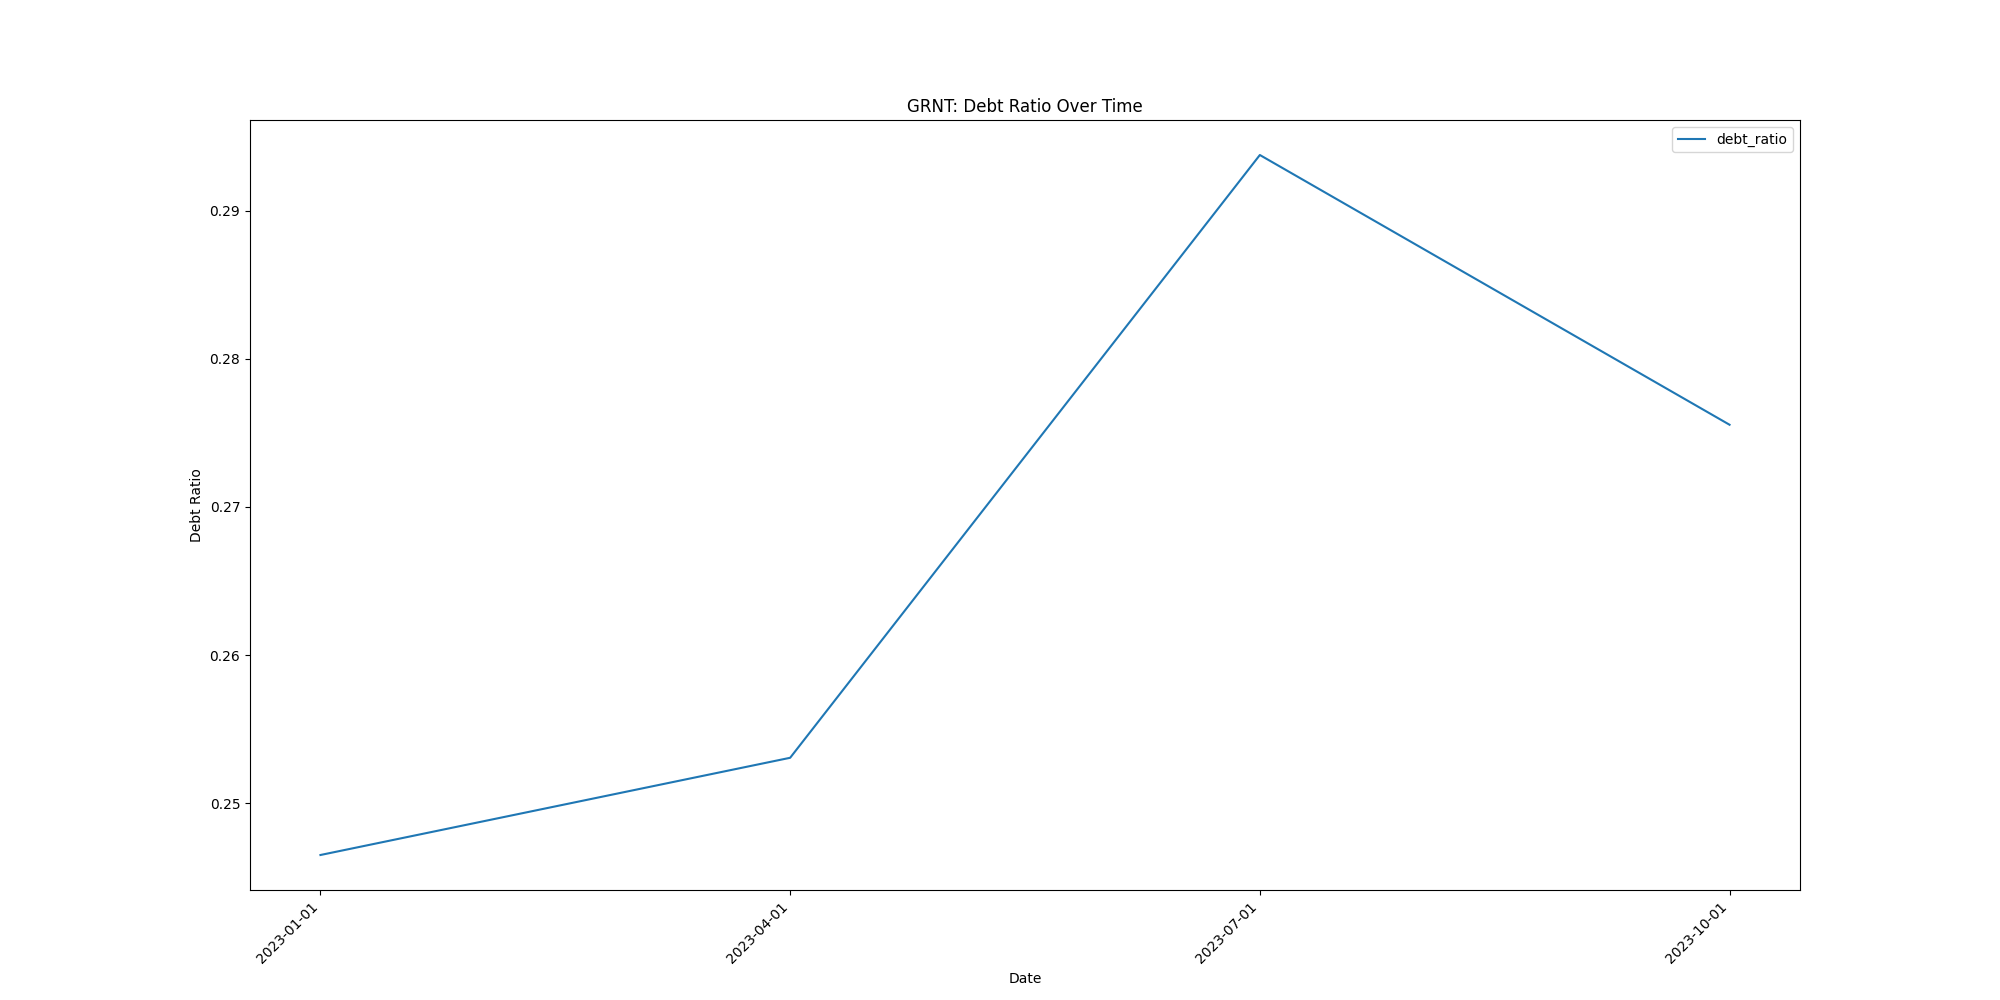 GRNT: Debt Ratio Over Time
debt_ratio
0.29
0.28
0.27
0.26
0.25
Debt Ratio
2023-01-01
2023-04-01
2023-07-01
2023-10-01
Date